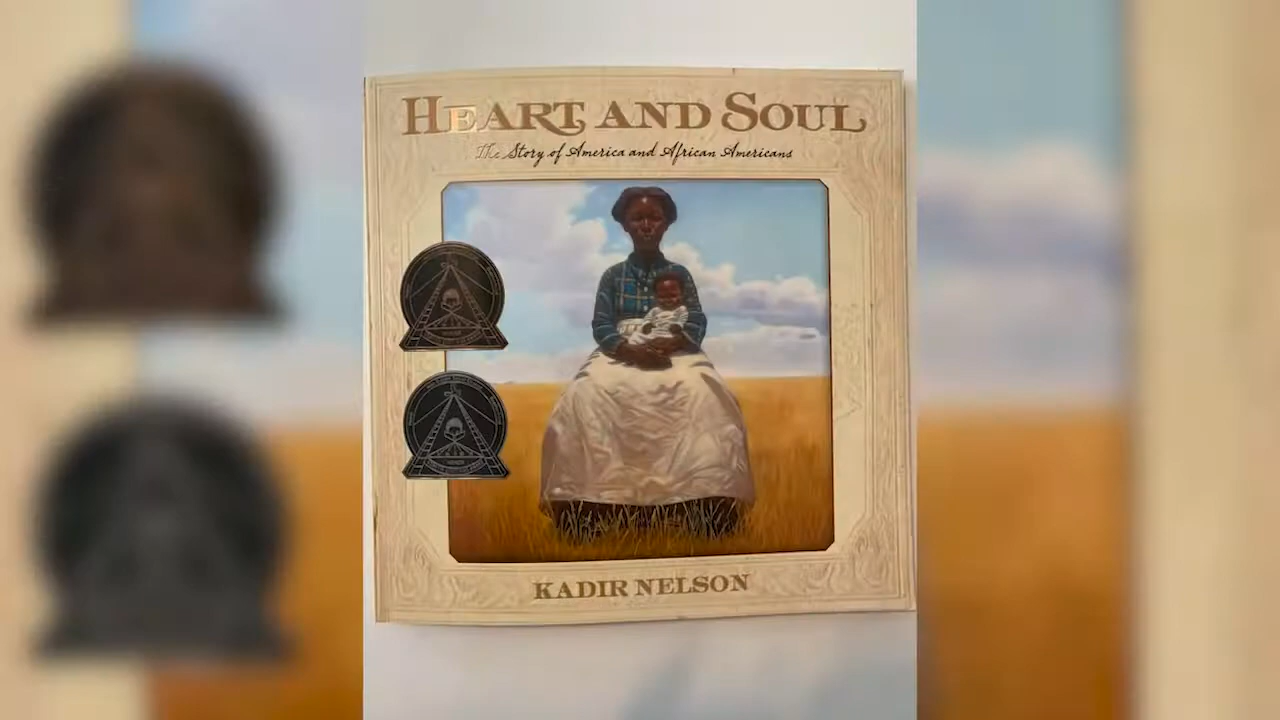 HEART AND SOUL
The Story of America and African Americans
KADIR NELSON